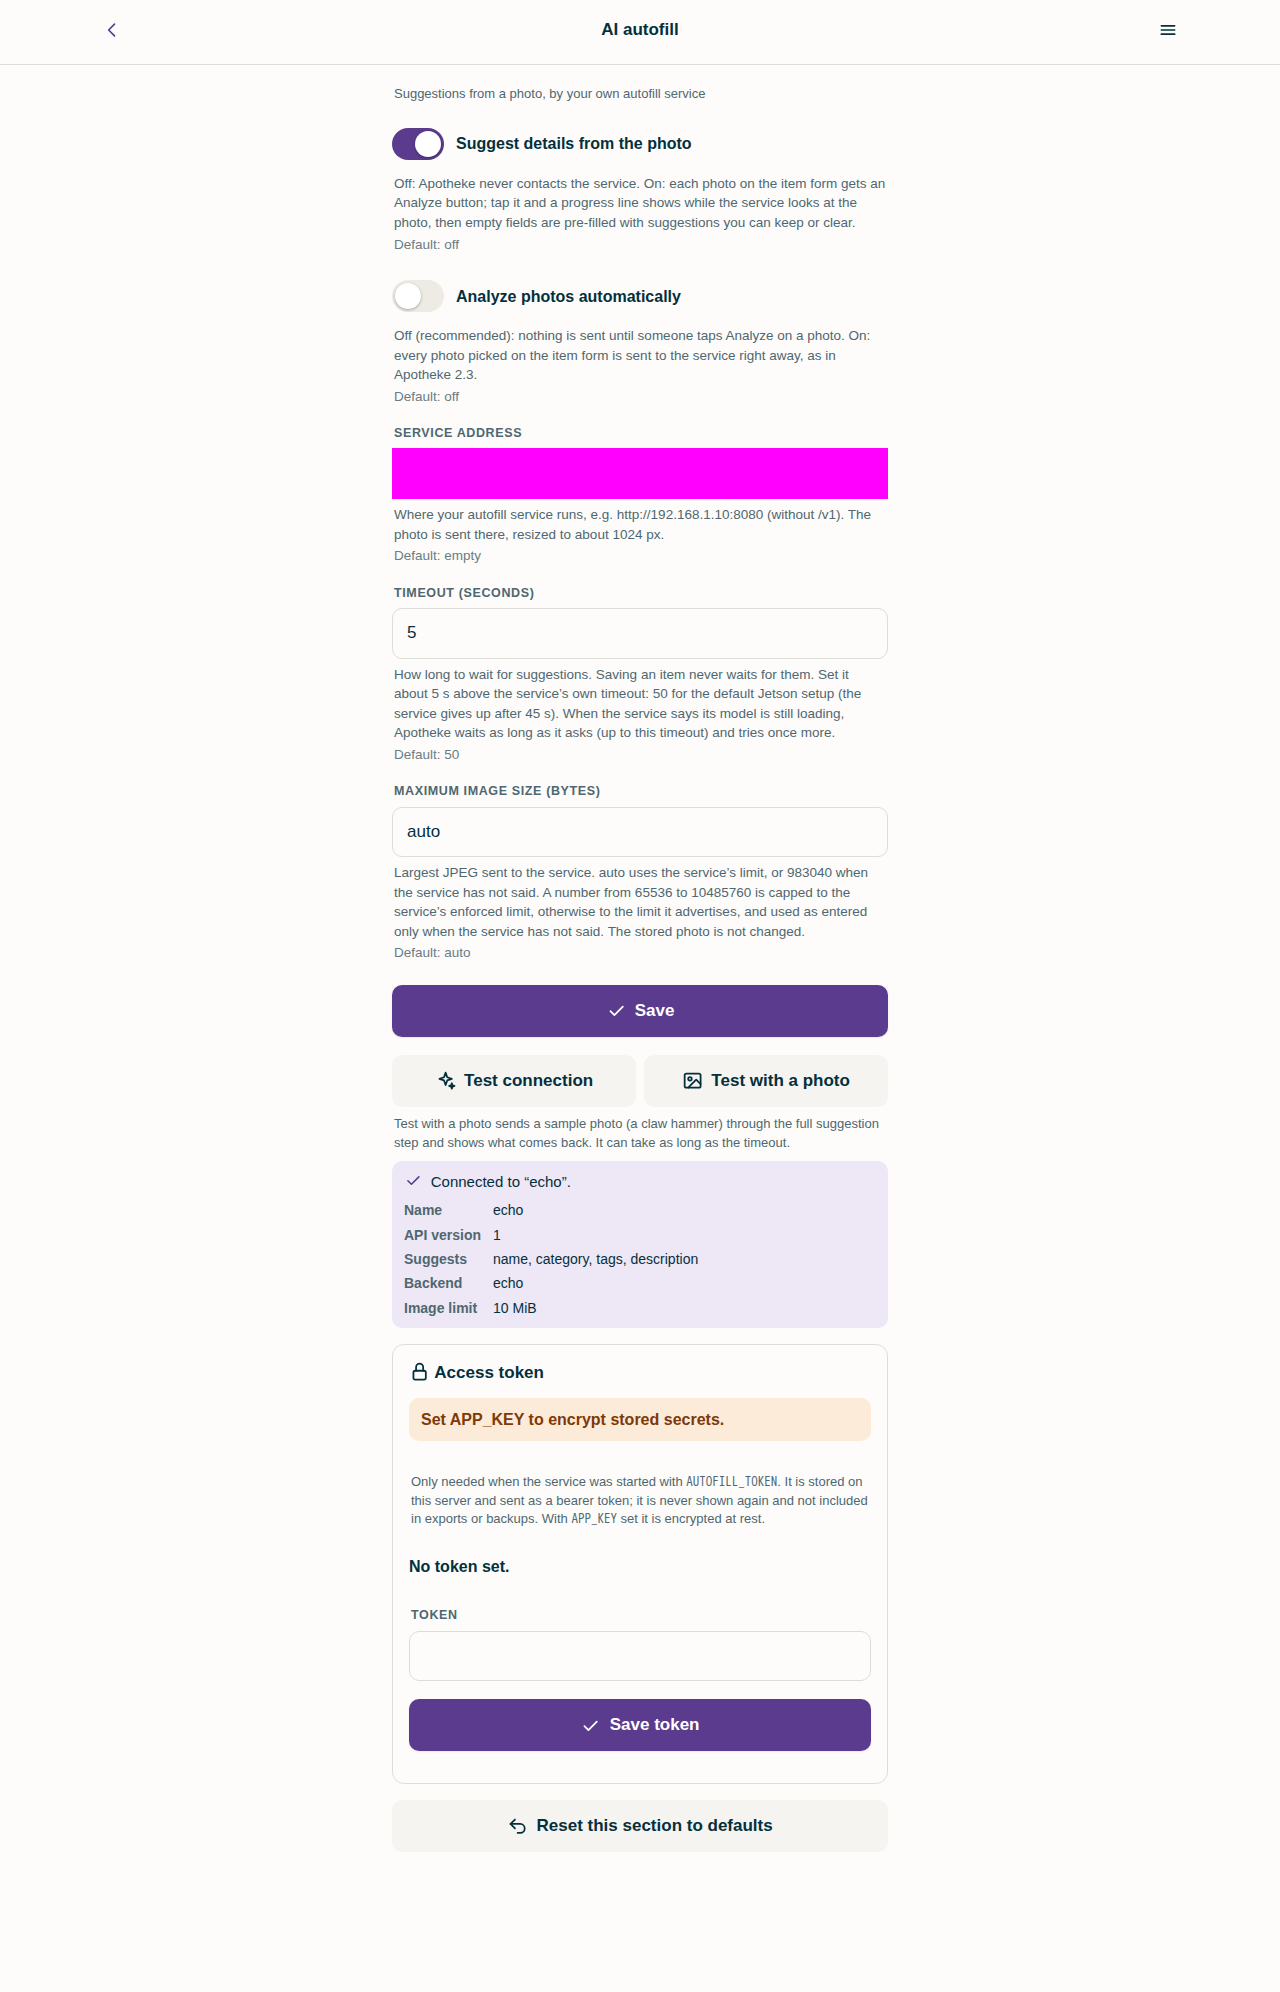 AI autofill
Suggestions from a photo, by your own autofill service
Suggest details from the photo
Off: Apotheke never contacts the service. On: each photo on the item form gets an
Analyze button; tap it and a progress line shows while the service looks at the
photo, then empty fields are pre-filled with suggestions you can keep or clear.
Default: off
Analyze photos automatically
Off (recommended): nothing is sent until someone taps Analyze on a photo. On:
every photo picked on the item form is sent to the service right away, as in
Apotheke 2.3.
Default: off
SERVICE ADDRESS
Where your autofill service runs, e.g. http://192.168.1.10:8080 (without /v1). The
photo is sent there, resized to about 1024 px.
Default: empty
TIMEOUT (SECONDS)
5
How long to wait for suggestions. Saving an item never waits for them. Set it
about 5 s above the service’s own timeout: 50 for the default Jetson setup (the
service gives up after 45 s). When the service says its model is still loading,
Apotheke waits as long as it asks (up to this timeout) and tries once more.
Default: 50
MAXIMUM IMAGE SIZE (BYTES)
auto
Largest JPEG sent to the service. auto uses the service’s limit, or 983040 when
the service has not said. A number from 65536 to 10485760 is capped to the
service’s enforced limit, otherwise to the limit it advertises, and used as entered
only when the service has not said. The stored photo is not changed.
Default: auto
Save
Test connection Test with a photo
Test with a photo sends a sample photo (a claw hammer) through the full suggestion
step and shows what comes back. It can take as long as the timeout.
Connected to “echo”.
Name echo
API version 1
Suggests name, category, tags, description
Backend echo
Image limit 10 MiB
Access token
Set APP_KEY to encrypt stored secrets.
Only needed when the service was started with AUTOFILL_TOKEN. It is stored on
this server and sent as a bearer token; it is never shown again and not included
in exports or backups. With APP_KEY set it is encrypted at rest.
No token set.
TOKEN
Save token
Reset this section to defaults